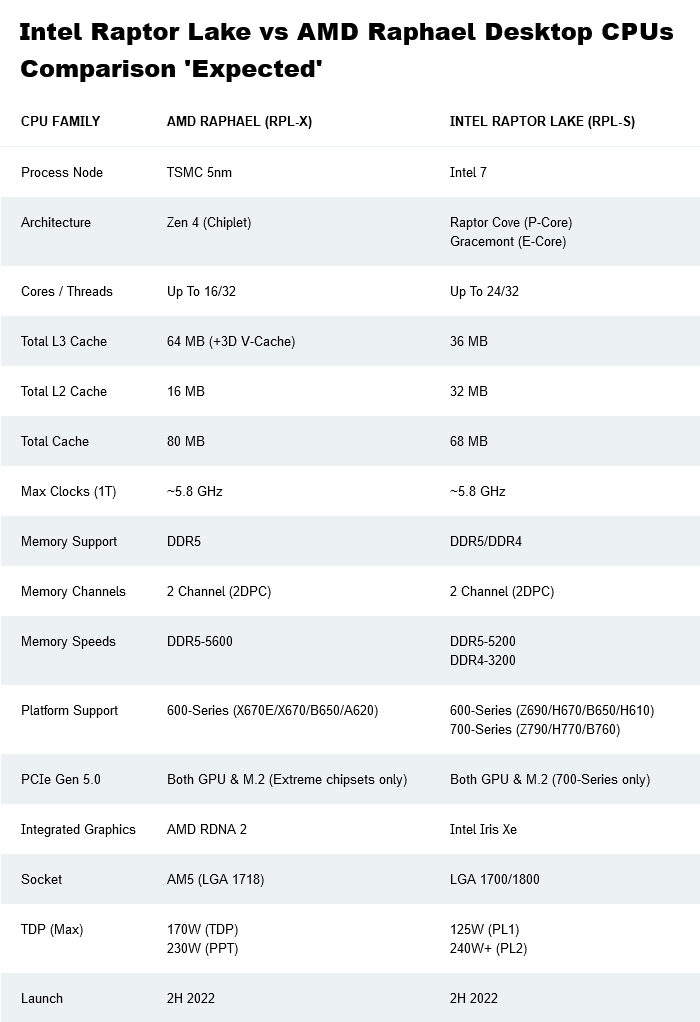 Intel Raptor Lake vs AMD Raphael Desktop CPUs
Comparison 'Expected'
CPU FAMILY AMD RAPHAEL (RPL-X) INTEL RAPTOR LAKE (RPL-S)
Process Node TSMC 5nm Intel 7
Architecture Zen 4 (Chiplet) Raptor Cove (P-Core)
Gracemont (E-Core)
Cores / Threads Up To 16/32 Up To 24/32
Total L3 Cache 64 MB (+3D V-Cache) 36 MB
Total L2 Cache 16 MB 32 MB
Total Cache 80 MB 68 MB
Max Clocks (1T) ~5.8 GHz ~5.8 GHz
Memory Support DDR5 DDR5/DDR4
Memory Channels 2 Channel (2DPC) 2 Channel (2DPC)
Memory Speeds DDR5-5600 DDR5-5200
DDR4-3200
Platform Support 600-Series (X670E/X670/B650/A620) 600-Series (Z690/H670/B650/H610)
700-Series (Z790/H770/B760)
PCIe Gen 5.0 Both GPU & M.2 (Extreme chipsets only) Both GPU & M.2 (700-Series only)
Integrated Graphics AMD RDNA 2 Intel Iris Xe
Socket AM5 (LGA 1718) LGA 1700/1800
TDP (Max) 170W (TDP) 125W (PL1)
230W (PPT) 240W+ (PL2)
Launch 2H 2022 2H 2022